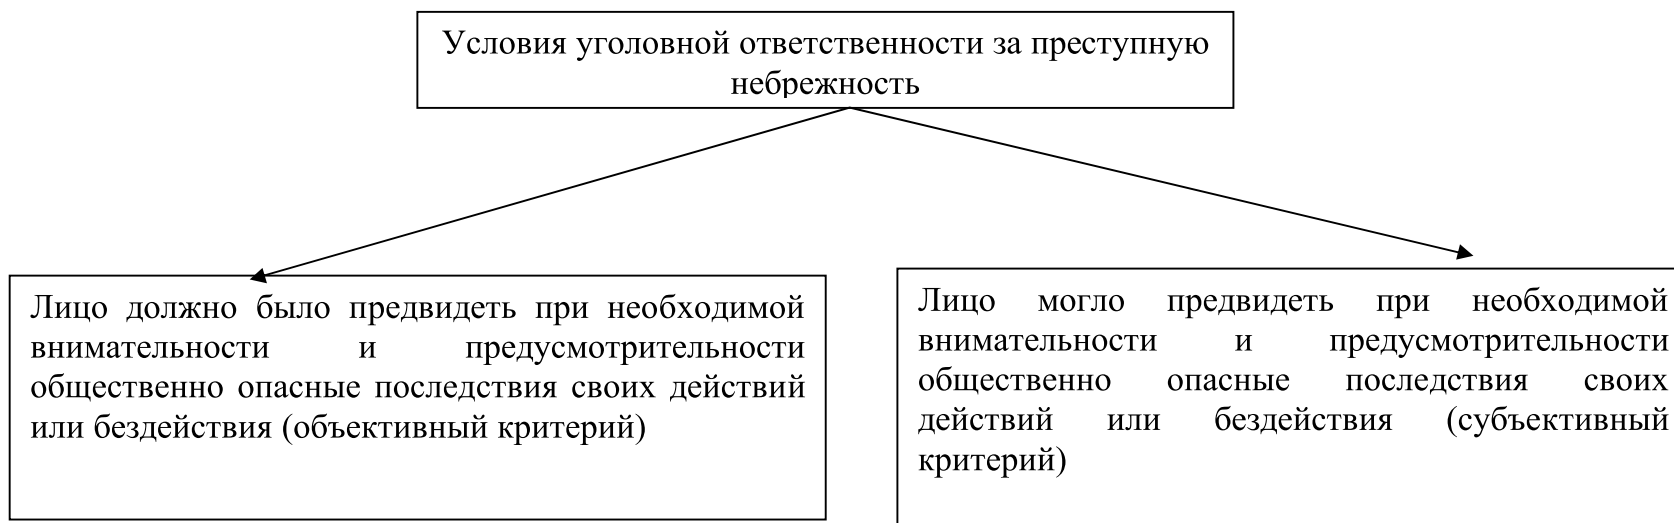 Условия уголовной ответственности за преступную
небрежность
Лицо должно было предвидеть при необходимой
внимательности и предусмотрительности
общественно опасные последствия своих действий
или бездействия (объективный критерий)
Лицо могло предвидеть при необходимой
внимательности и предусмотрительности
общественно опасные последствия своих
действий или бездействия (субъективный
критерий)